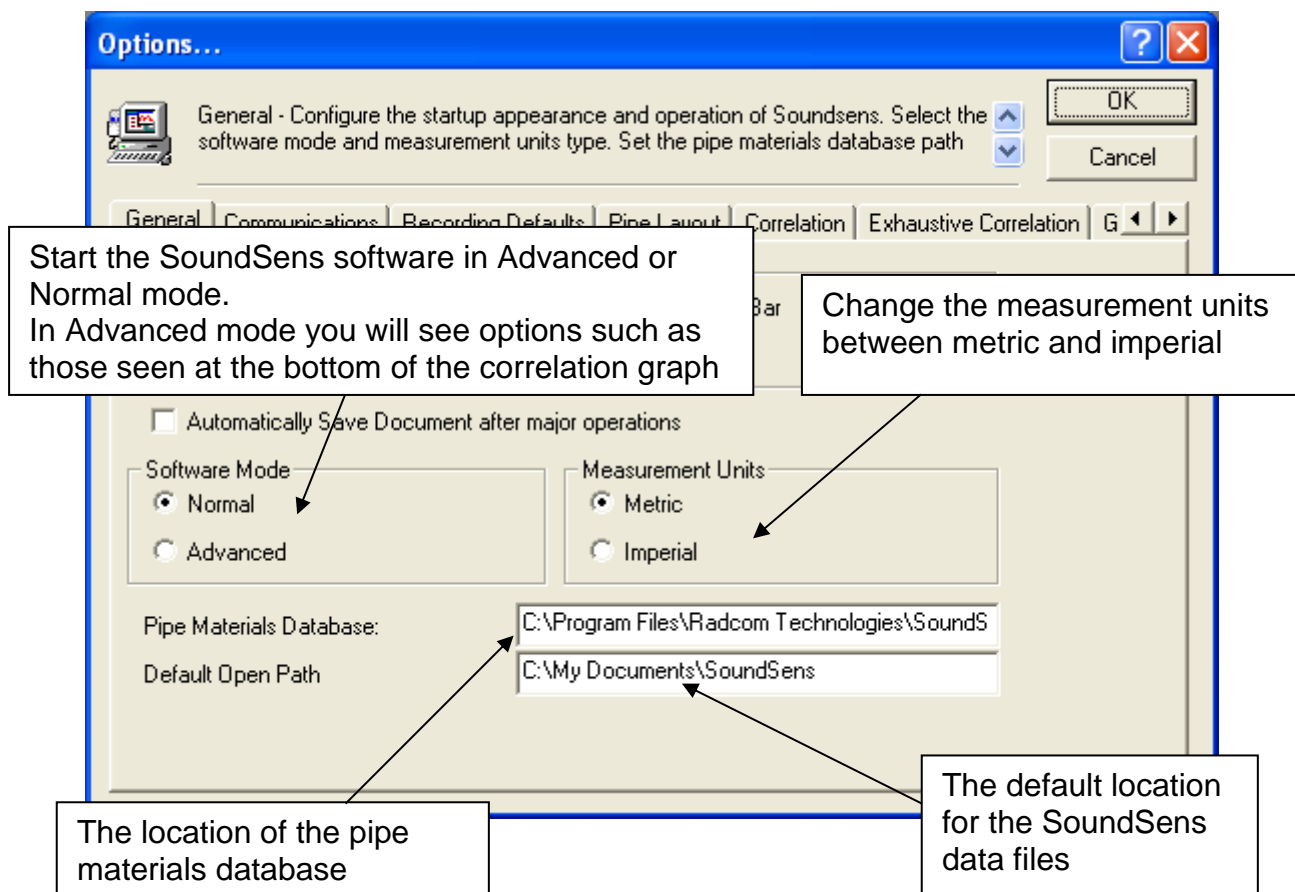 Options...
General - Configure the startup appearance and operation of Soundsens. Select the
software mode and measurement units type. Set the pipe materials database path
OK
Cancel
General Communications Recording Defaults Pipe Layout Correlation Exhaustive Correlation G
Start the SoundSens software in Advanced or
Normal mode.
In Advanced mode you will see options such as
those seen at the bottom of the correlation graph
Bar
Change the measurement units
between metric and imperial
Automatically Save Document after major operations
Software Mode
Normal
Advanced
Measurement Units
Metric
Imperial
Pipe Materials Database:
C:\Program Files\Radcom Technologies\SoundS
Default Open Path
C:\My Documents\SoundSens
The location of the pipe
materials database
The default location
for the SoundSens
data files